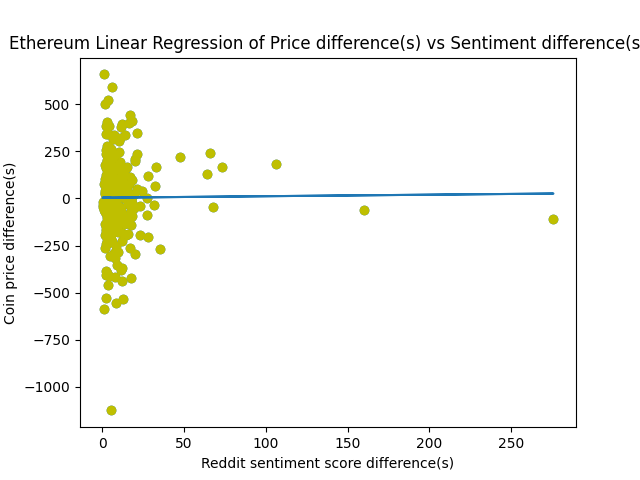 Ethereum Linear Regression of Price difference(s) vs Sentiment difference(s
Coin price difference(s)
500
250
0
−250
−500
−750
−1000
0 50 100 150 200 250
Reddit sentiment score difference(s)